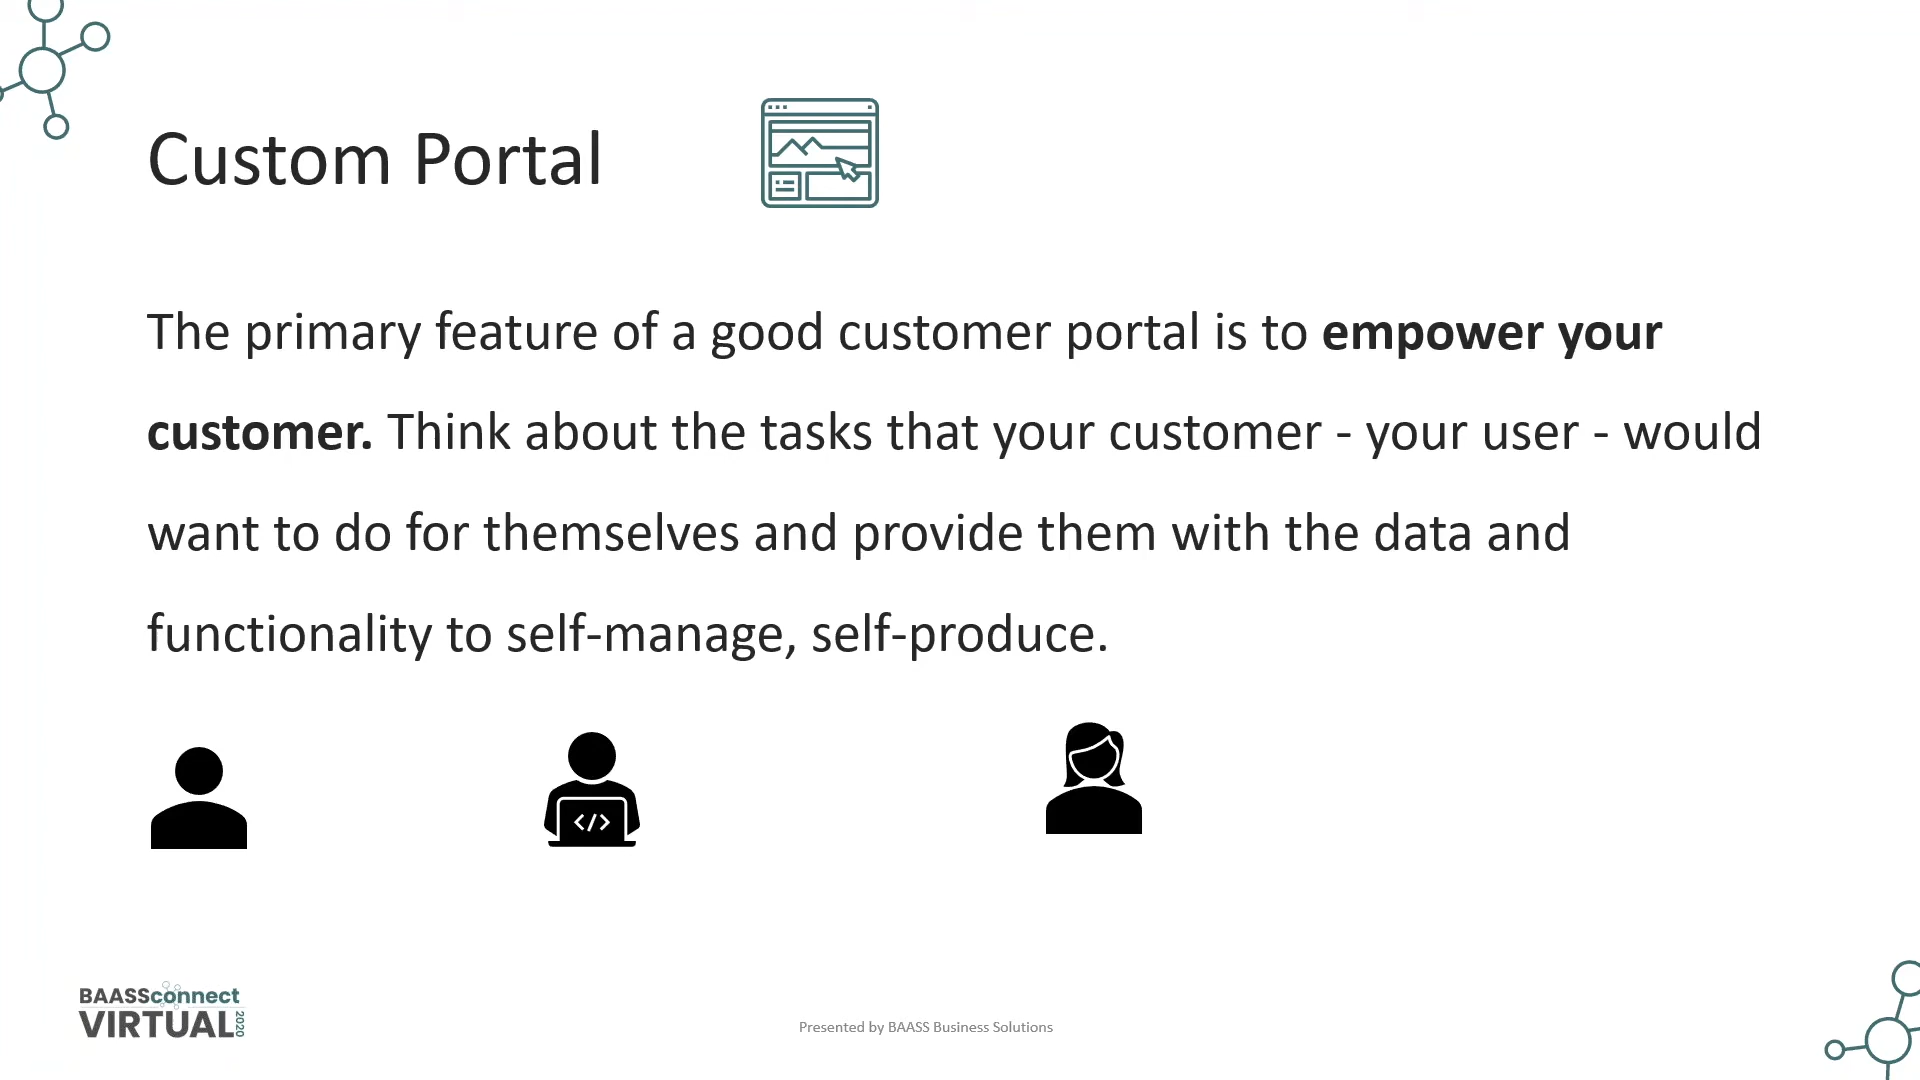 Custom Portal
The primary feature of a good customer portal is to empower your
customer. Think about the tasks that your customer - your user - would
want to do for themselves and provide them with the data and
functionality to self-manage, self-produce.
</>
BAASSconnect
VIRTUAL 2020
Presented by BAASS Business Solutions